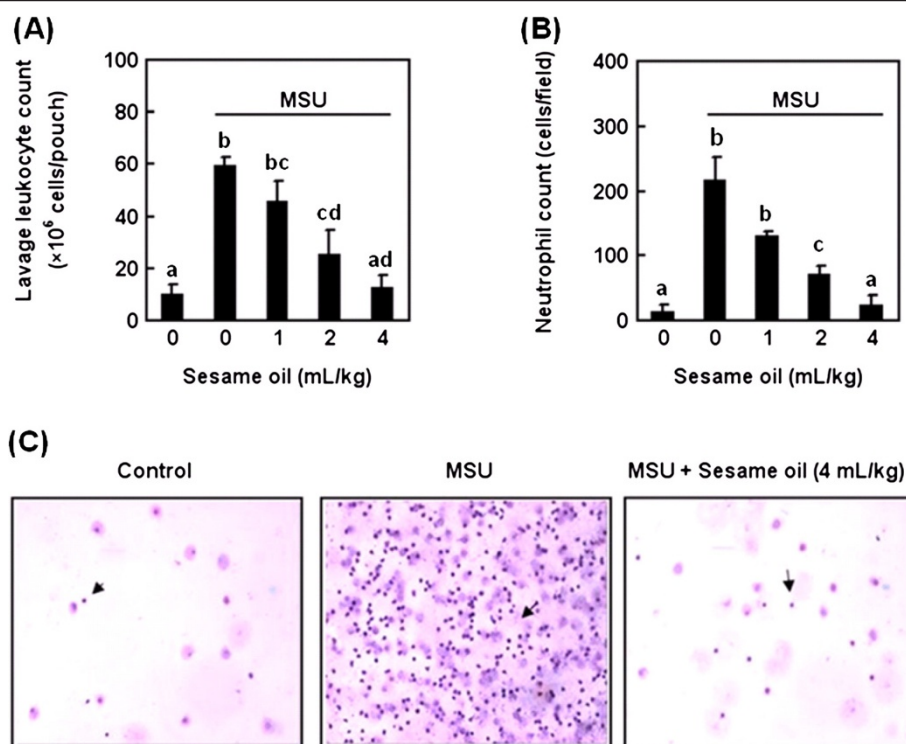 (A)
Lavage leukocyte count
(×10⁶ cells/pouch)
100
80
60
40
20
0
MSU
a
b
bc
cd
ad
0 0 1 2 4
Sesame oil (mL/kg)
(B)
Neutrophil count (cells/field)
400
300
200
100
0
MSU
a
b
b
c
a
0 0 1 2 4
Sesame oil (mL/kg)
(C)
Control
MSU
MSU + Sesame oil (4 mL/kg)